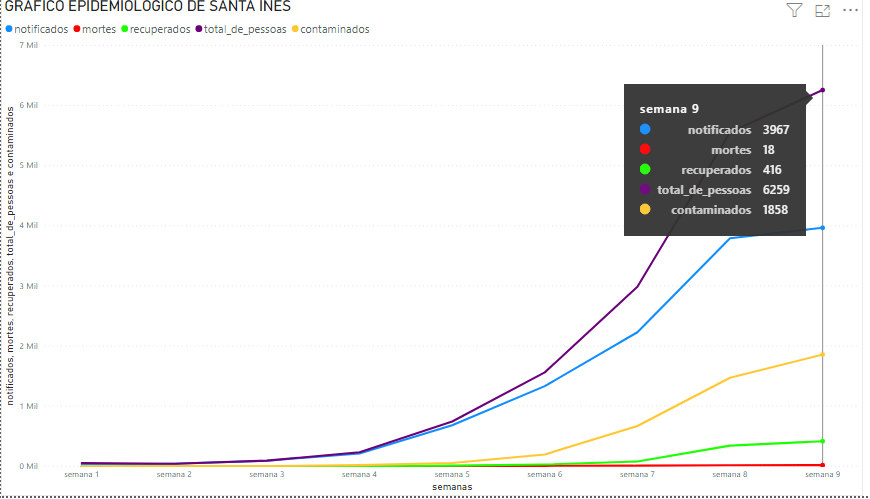 GRÁFICO EPIDEMIOLÓGICO DE SANTA INÊS
notificados mortes recuperados total_de_pessoas contaminados
7 Mil
6 Mil
5 Mil
4 Mil
3 Mil
2 Mil
1 Mil
0 Mil
notificados, mortes, recuperados, total_de_pessoas e contaminados
semana 9
notificados 3967
mortes 18
recuperados 416
total_de_pessoas 6259
contaminados 1858
semana 1 semana 2 semana 3 semana 4 semana 5 semana 6 semana 7 semana 8 semana 9
semanas